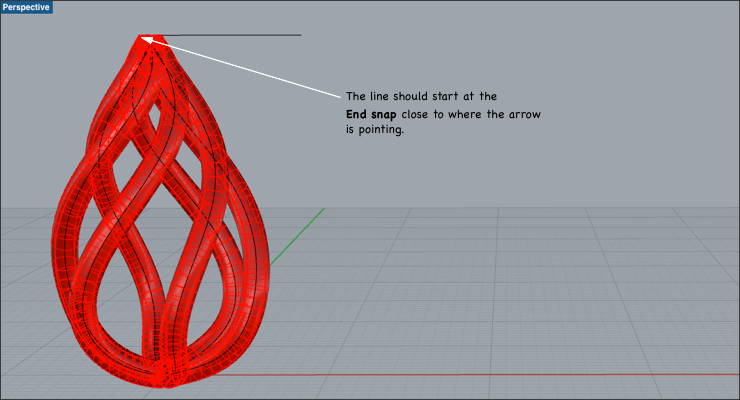 Perspective
The line should start at the
End snap close to where the arrow
is pointing.